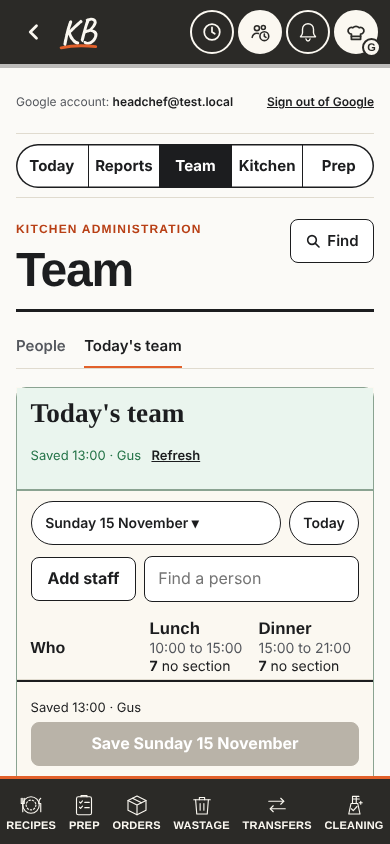 KB
G
Google account: headchef@test.local Sign out of Google
Today Reports Team Kitchen Prep
KITCHEN ADMINISTRATION
Team
Find
People Today's team
Today's team
Saved 13:00 · Gus Refresh
Sunday 15 November ▾ Today
Add staff Find a person
Who Lunch Dinner
10:00 to 15:00 15:00 to 21:00
7 no section 7 no section
Saved 13:00 · Gus
Save Sunday 15 November
RECIPES PREP ORDERS WASTAGE TRANSFERS CLEANING